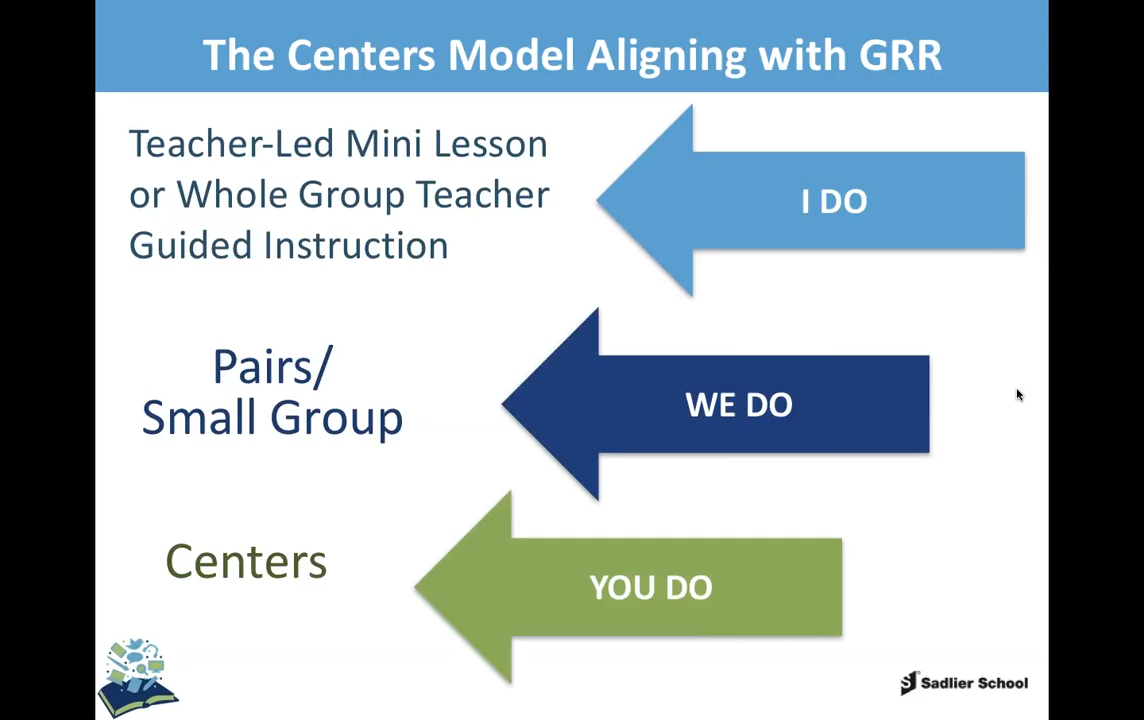 The Centers Model Aligning with GRR
Teacher-Led Mini Lesson
or Whole Group Teacher
Guided Instruction
I DO
Pairs/
Small Group
WE DO
Centers
YOU DO
Sadlier School